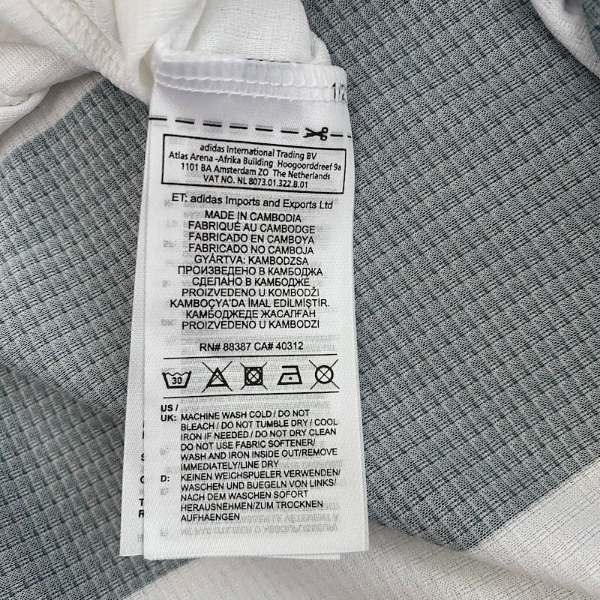 1/2
adidas International Trading BV
Atlas Arena -Afrika Building Hoogoorddreef 9a
1101 BA Amsterdam ZO The Netherlands
VAT NO. NL 8073.01.322.B.01
ET: adidas Imports and Exports Ltd
MADE IN CAMBODIA
FABRIQUÉ AU CAMBODGE
FABRICADO EN CAMBOYA
FABRICADO NO CAMBOJA
GYÁRTVA: KAMBODZSA
ПРОИЗВЕДЕНО В КАМБОДЖА
СДЕЛАНО В КАМБОДЖЕ
PROIZVEDENO U KOMBODŽI
KAMBOÇYA'DA İMAL EDİLMİŞTİR.
КАМБОДЖЕДЕ ЖАСАЛҒАН
PROIZVEDENO U KAMBODZI
RN# 88387 CA# 40312
30
US /
UK: MACHINE WASH COLD / DO NOT
BLEACH / DO NOT TUMBLE DRY / COOL
IRON IF NEEDED / DO NOT DRY CLEAN
DO NOT USE FABRIC SOFTENER/
WASH AND IRON INSIDE OUT/REMOVE
IMMEDIATELY/LINE DRY
D: KEINEN WEICHSPUELER VERWENDEN/
WASCHEN UND BUEGELN VON LINKS/
NACH DEM WASCHEN SOFORT
HERAUSNEHMEN/ZUM TROCKNEN
AUFHAENGEN